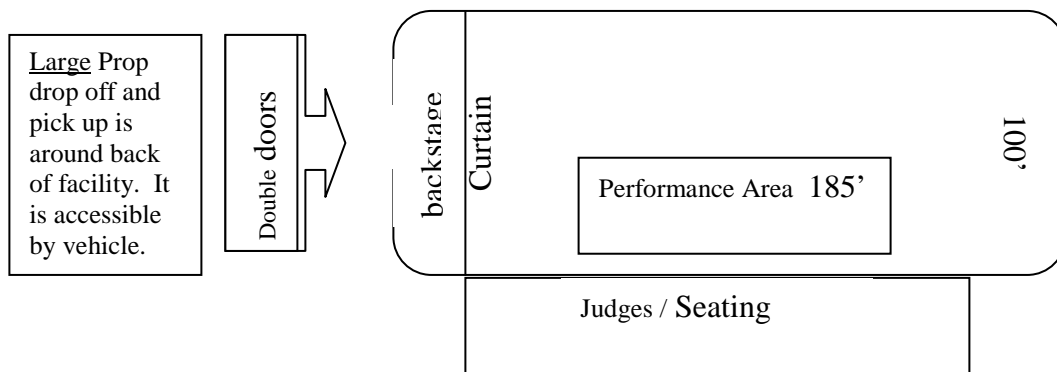 Large Prop
drop off and
pick up is
around back
of facility. It
is accessible
by vehicle.
Double doors
backstage
Curtain
Performance Area 185’
100’
Judges / Seating